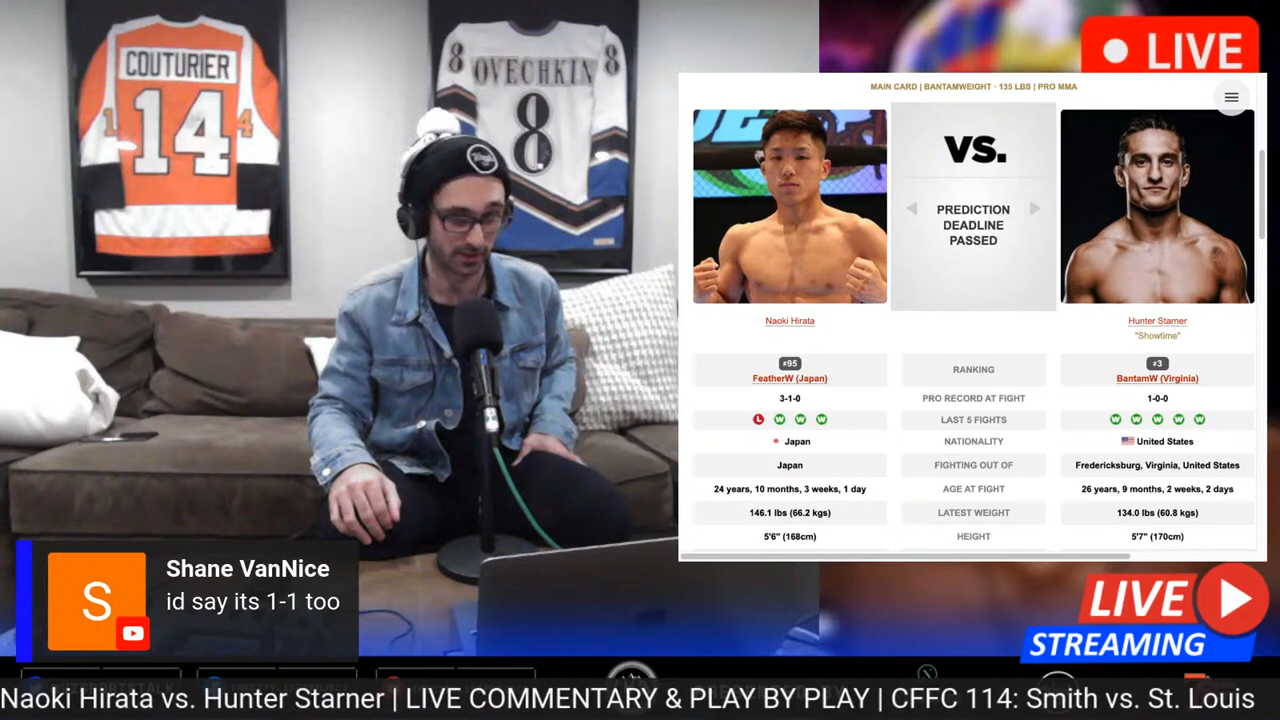 COUTURIER
14
1
4
8
8
OVECHKIN
8
LIVE
MAIN CARD | BANTAMWEIGHT · 135 LBS | PRO MMA
VS.
PREDICTION
DEADLINE
PASSED
Naoki Hirata
Hunter Starner
"Showtime"
#95
FeatherW (Japan)
RANKING
#3
BantamW (Virginia)
3-1-0
PRO RECORD AT FIGHT
1-0-0
L W W W
LAST 5 FIGHTS
W W W W W
Japan
NATIONALITY
United States
Japan
FIGHTING OUT OF
Fredericksburg, Virginia, United States
24 years, 10 months, 3 weeks, 1 day
AGE AT FIGHT
26 years, 9 months, 2 weeks, 2 days
146.1 lbs (66.2 kgs)
LATEST WEIGHT
134.0 lbs (60.8 kgs)
5'6" (168cm)
HEIGHT
5'7" (170cm)
S
Shane VanNice
id say its 1-1 too
LIVE
STREAMING
Naoki Hirata vs. Hunter Starner | LIVE COMMENTARY & PLAY BY PLAY | CFFC 114: Smith vs. St. Louis